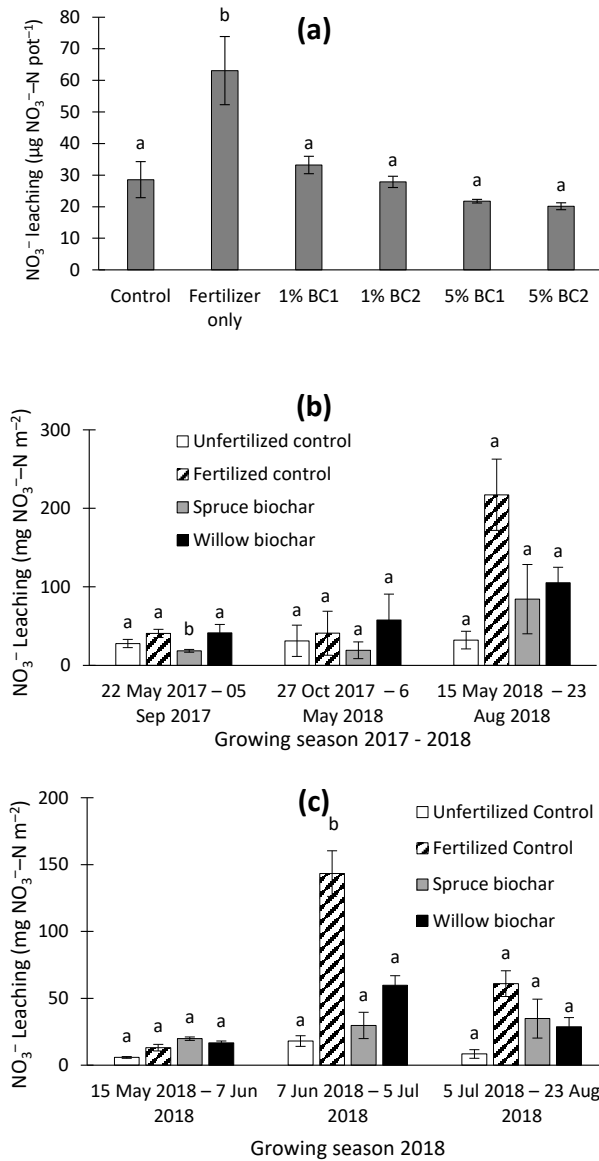 (a)
NO₃⁻ leaching (µg NO₃⁻–N pot⁻¹)
80
70
60
50
40
30
20
10
0
a
b
a
a
a
a
Control
Fertilizer only
1% BC1
1% BC2
5% BC1
5% BC2
(b)
NO₃⁻ Leaching (mg NO₃⁻–N m⁻²)
300
200
100
0
Unfertilized control
Fertilized control
Spruce biochar
Willow biochar
a a b a
a a a a
a a a a
22 May 2017 – 05
Sep 2017
27 Oct 2017 – 6
May 2018
15 May 2018 – 23
Aug 2018
Growing season 2017 - 2018
(c)
NO₃⁻ Leaching (mg NO₃⁻–N m⁻²)
200
150
100
50
0
Unfertilized Control
Fertilized Control
Spruce biochar
Willow biochar
a a a a
a b a a
a a a a
15 May 2018 – 7 Jun
2018
7 Jun 2018 – 5 Jul
2018
5 Jul 2018 – 23 Aug
2018
Growing season 2018